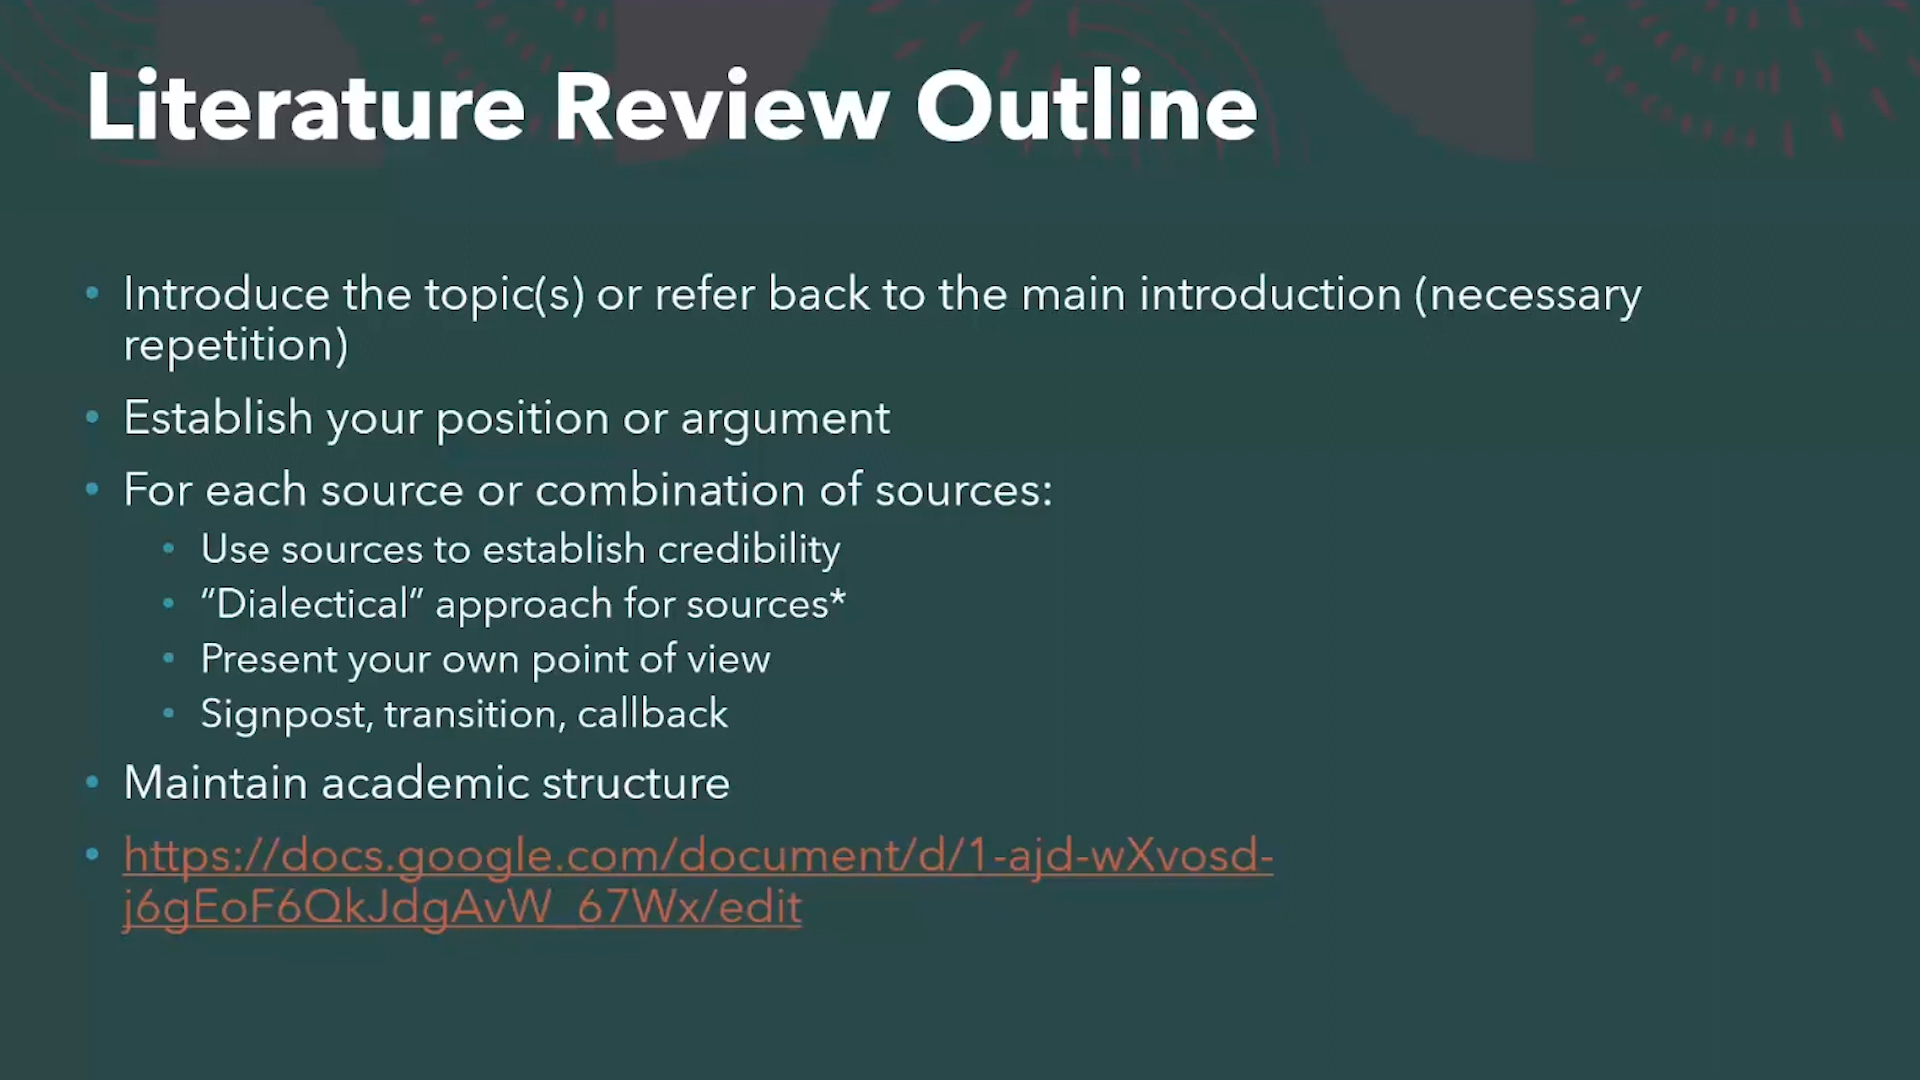 Literature Review Outline
• Introduce the topic(s) or refer back to the main introduction (necessary
repetition)
• Establish your position or argument
• For each source or combination of sources:
• Use sources to establish credibility
• “Dialectical” approach for sources*
• Present your own point of view
• Signpost, transition, callback
• Maintain academic structure
• https://docs.google.com/document/d/1-ajd-wXvosd-
j6gEoF6QkJdgAvW_67Wx/edit